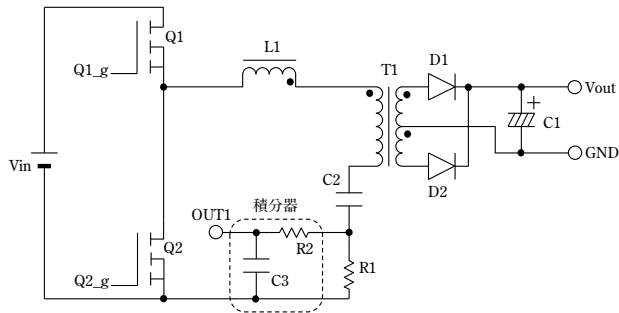 Q1
Q1_g
L1
T1
D1
Vout
C1
GND
Vin
D2
C2
積分器
OUT1
R2
Q2
R1
C3
Q2_g